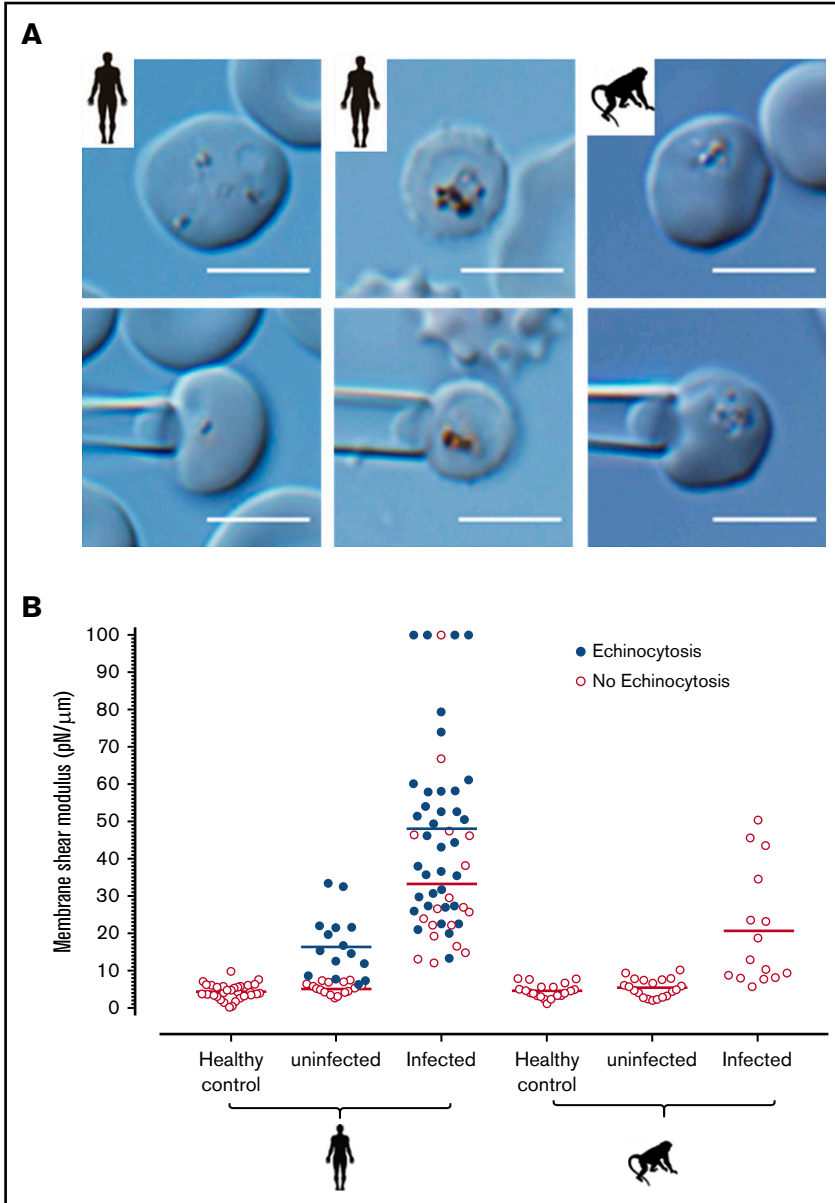 A
B
100
90
80
70
60
50
40
30
20
10
0
Membrane shear modulus (pN/μm)
Echinocytosis
No Echinocytosis
Healthy
control
uninfected
Infected
Healthy
control
uninfected
Infected